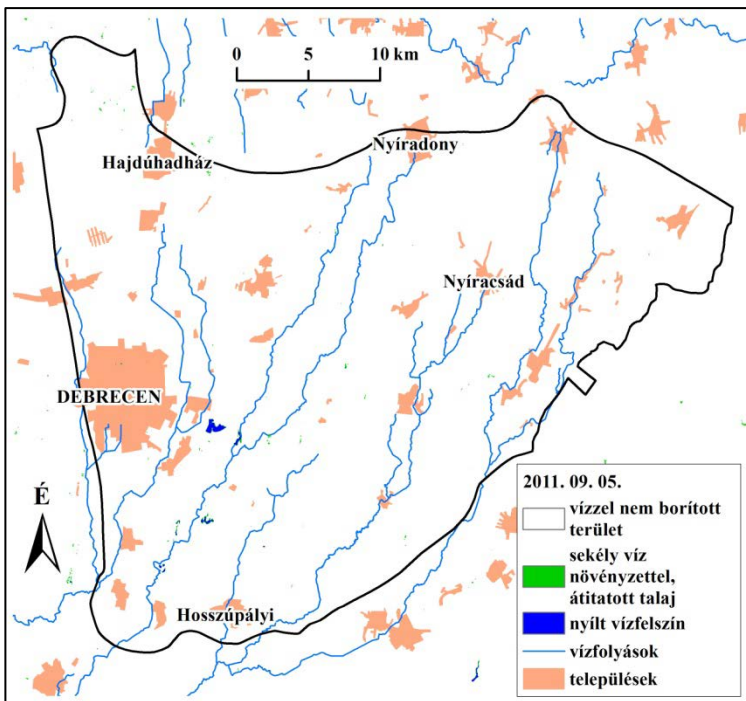 0 5 10 km
Nyíradony
Hajdúhadház
Nyíracsád
DEBRECEN
É
Hosszúpályi
2011. 09. 05.
vízzel nem borított
terület
sekély víz
növényzettel,
átitatott talaj
nyílt vízfelszín
vízfolyások
települések